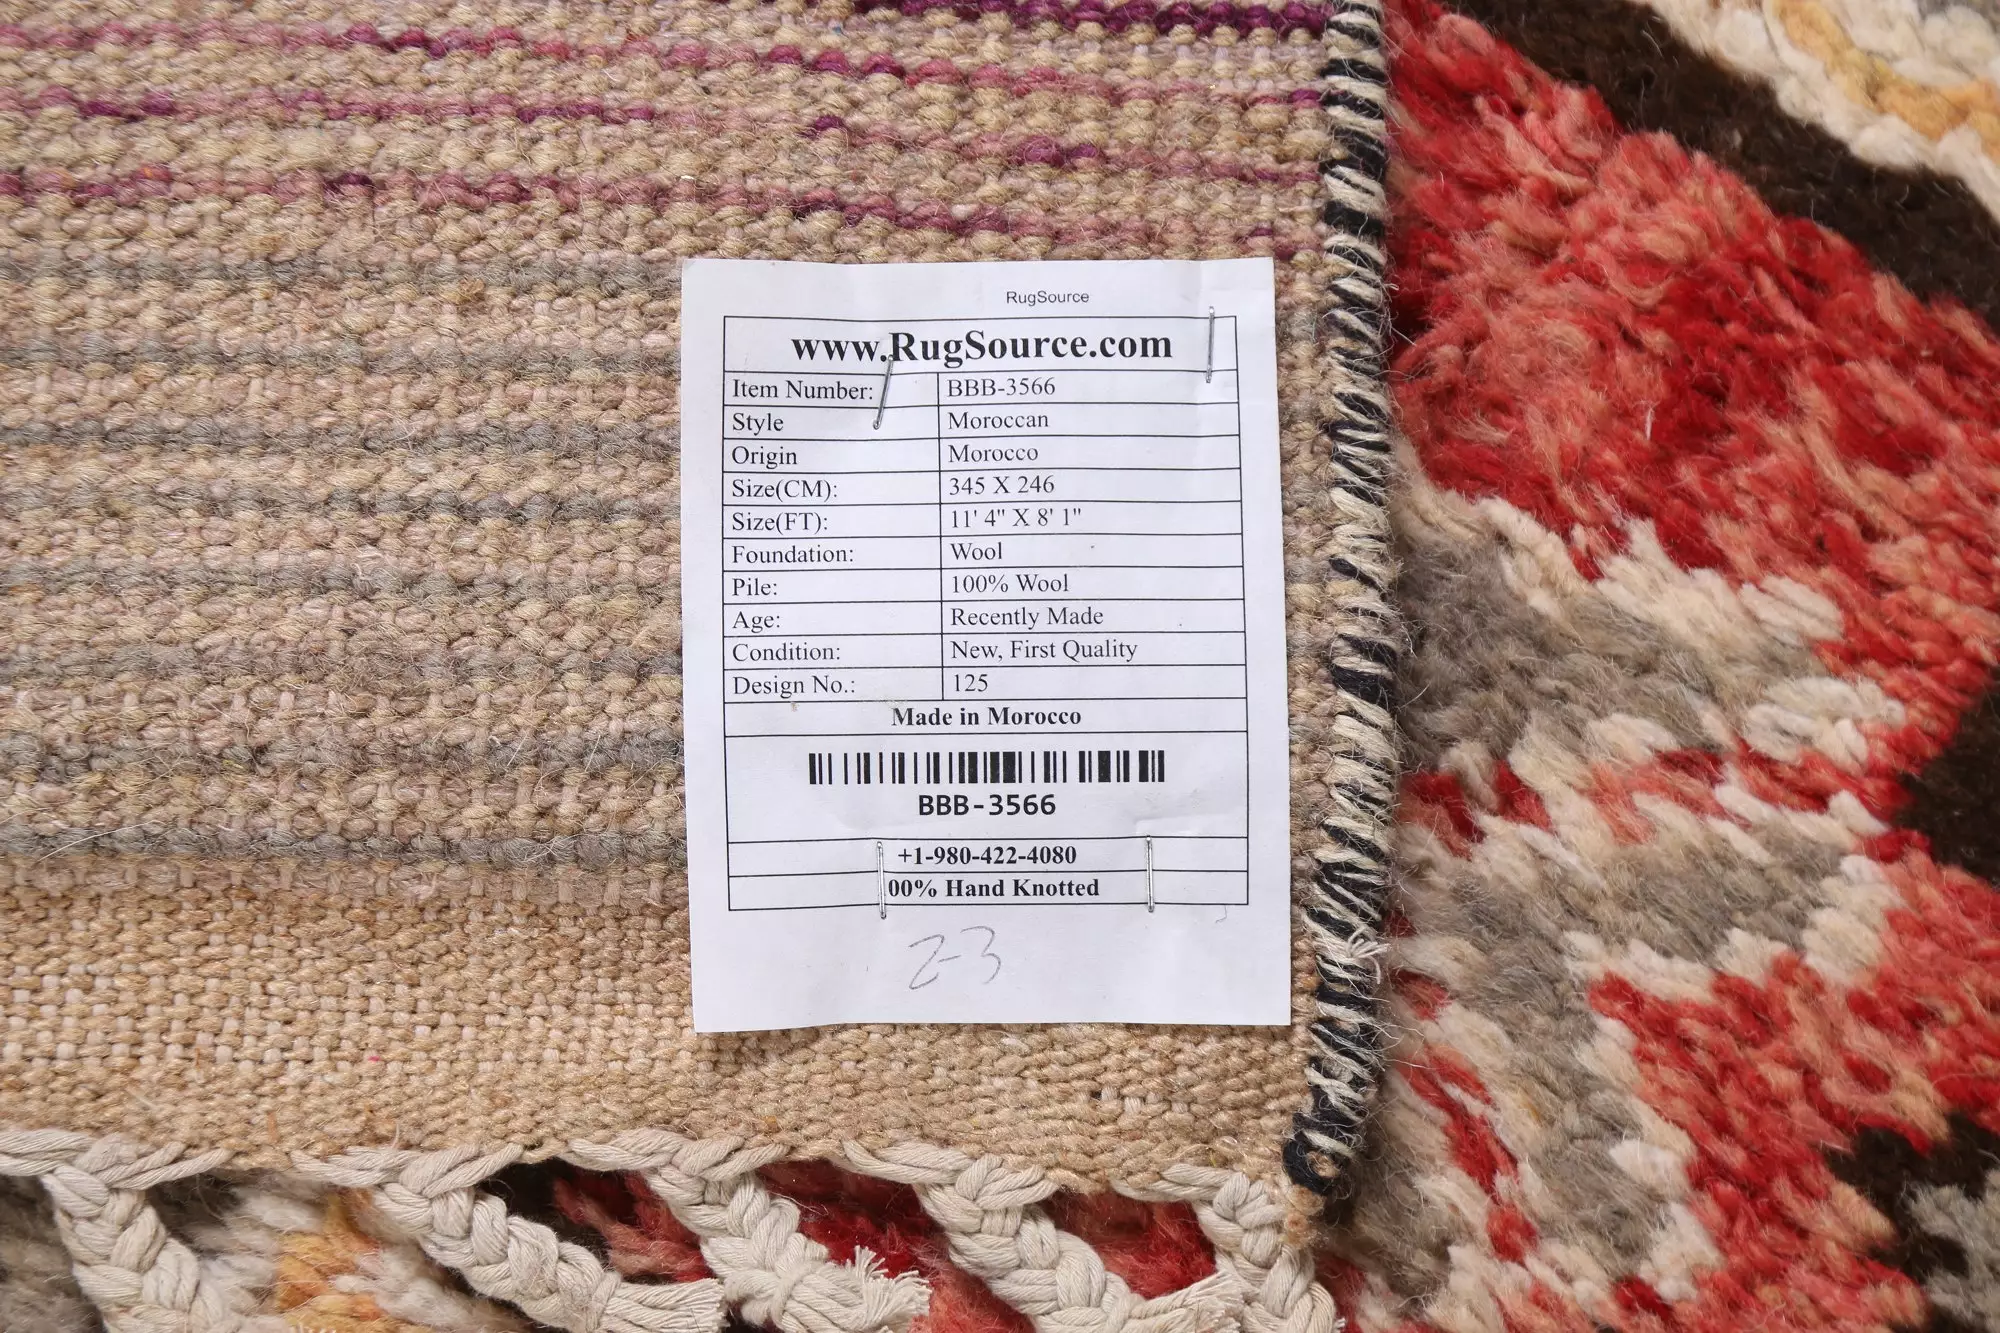 RugSource
www.RugSource.com
Item Number: BBB-3566
Style Moroccan
Origin Morocco
Size(CM): 345 X 246
Size(FT): 11' 4" X 8' 1"
Foundation: Wool
Pile: 100% Wool
Age: Recently Made
Condition: New, First Quality
Design No.: 125
Made in Morocco
BBB-3566
+1-980-422-4080
00% Hand Knotted
2-3